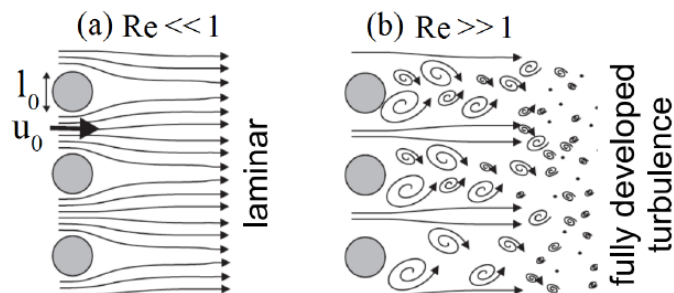 (a) Re << 1
l₀
u₀
laminar
(b) Re >> 1
fully developed
turbulence